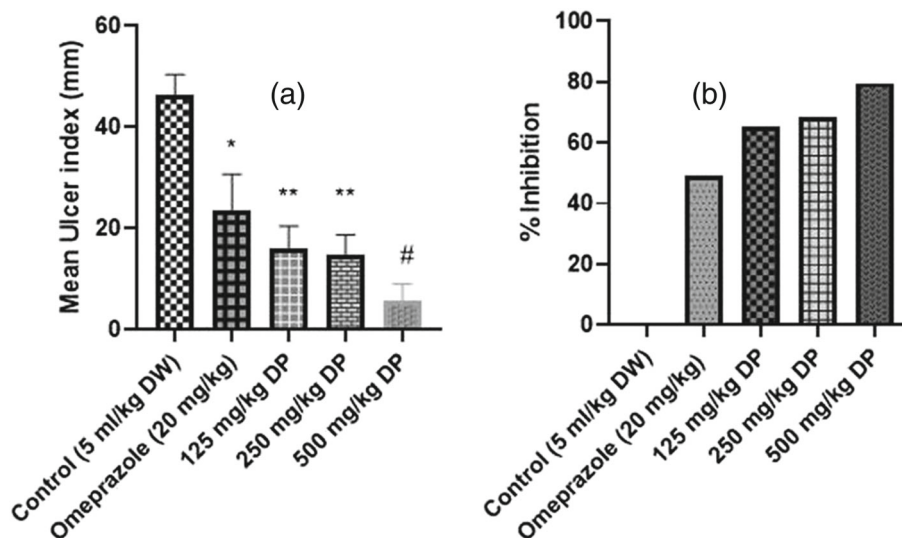 (a)
Mean Ulcer index (mm)
60
40
20
0
*
**
**
#
Control (5 ml/kg DW)
Omeprazole (20 mg/kg)
125 mg/kg DP
250 mg/kg DP
500 mg/kg DP
(b)
% Inhibition
100
80
60
40
20
0
Control (5 ml/kg DW)
Omeprazole (20 mg/kg)
125 mg/kg DP
250 mg/kg DP
500 mg/kg DP